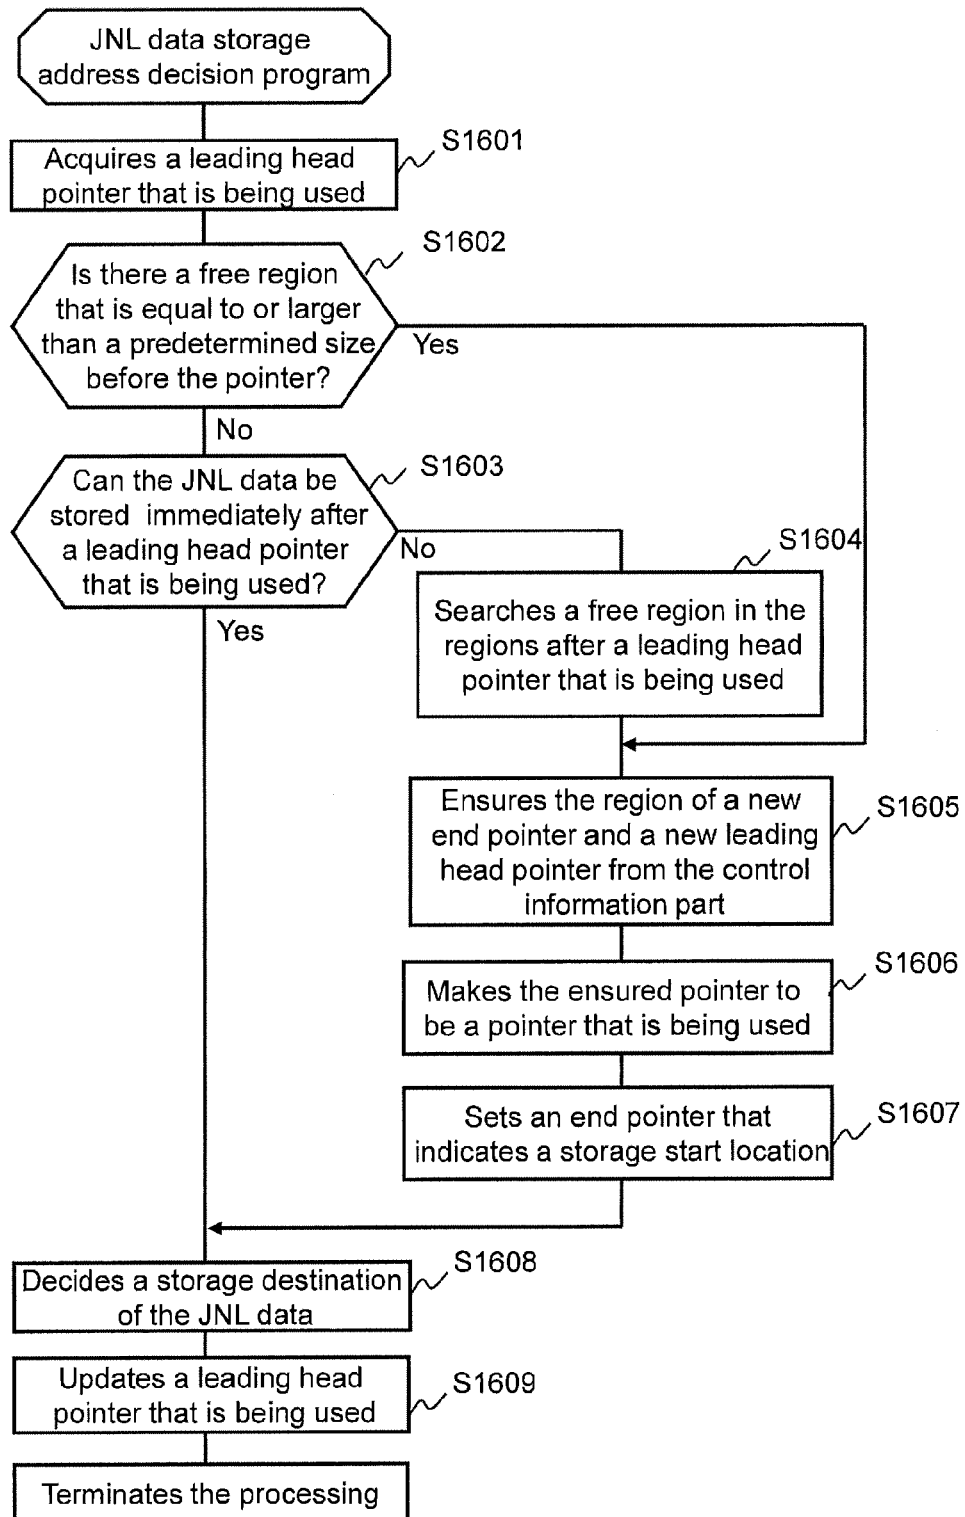 JNL data storage
address decision program
S1601
Acquires a leading head
pointer that is being used
S1602
Is there a free region
that is equal to or larger
than a predetermined size
before the pointer?
Yes
No
S1603
Can the JNL data be
stored immediately after
a leading head pointer
that is being used?
No
Yes
S1604
Searches a free region in the
regions after a leading head
pointer that is being used
S1605
Ensures the region of a new
end pointer and a new leading
head pointer from the control
information part
S1606
Makes the ensured pointer to
be a pointer that is being used
S1607
Sets an end pointer that
indicates a storage start location
S1608
Decides a storage destination
of the JNL data
S1609
Updates a leading head
pointer that is being used
Terminates the processing